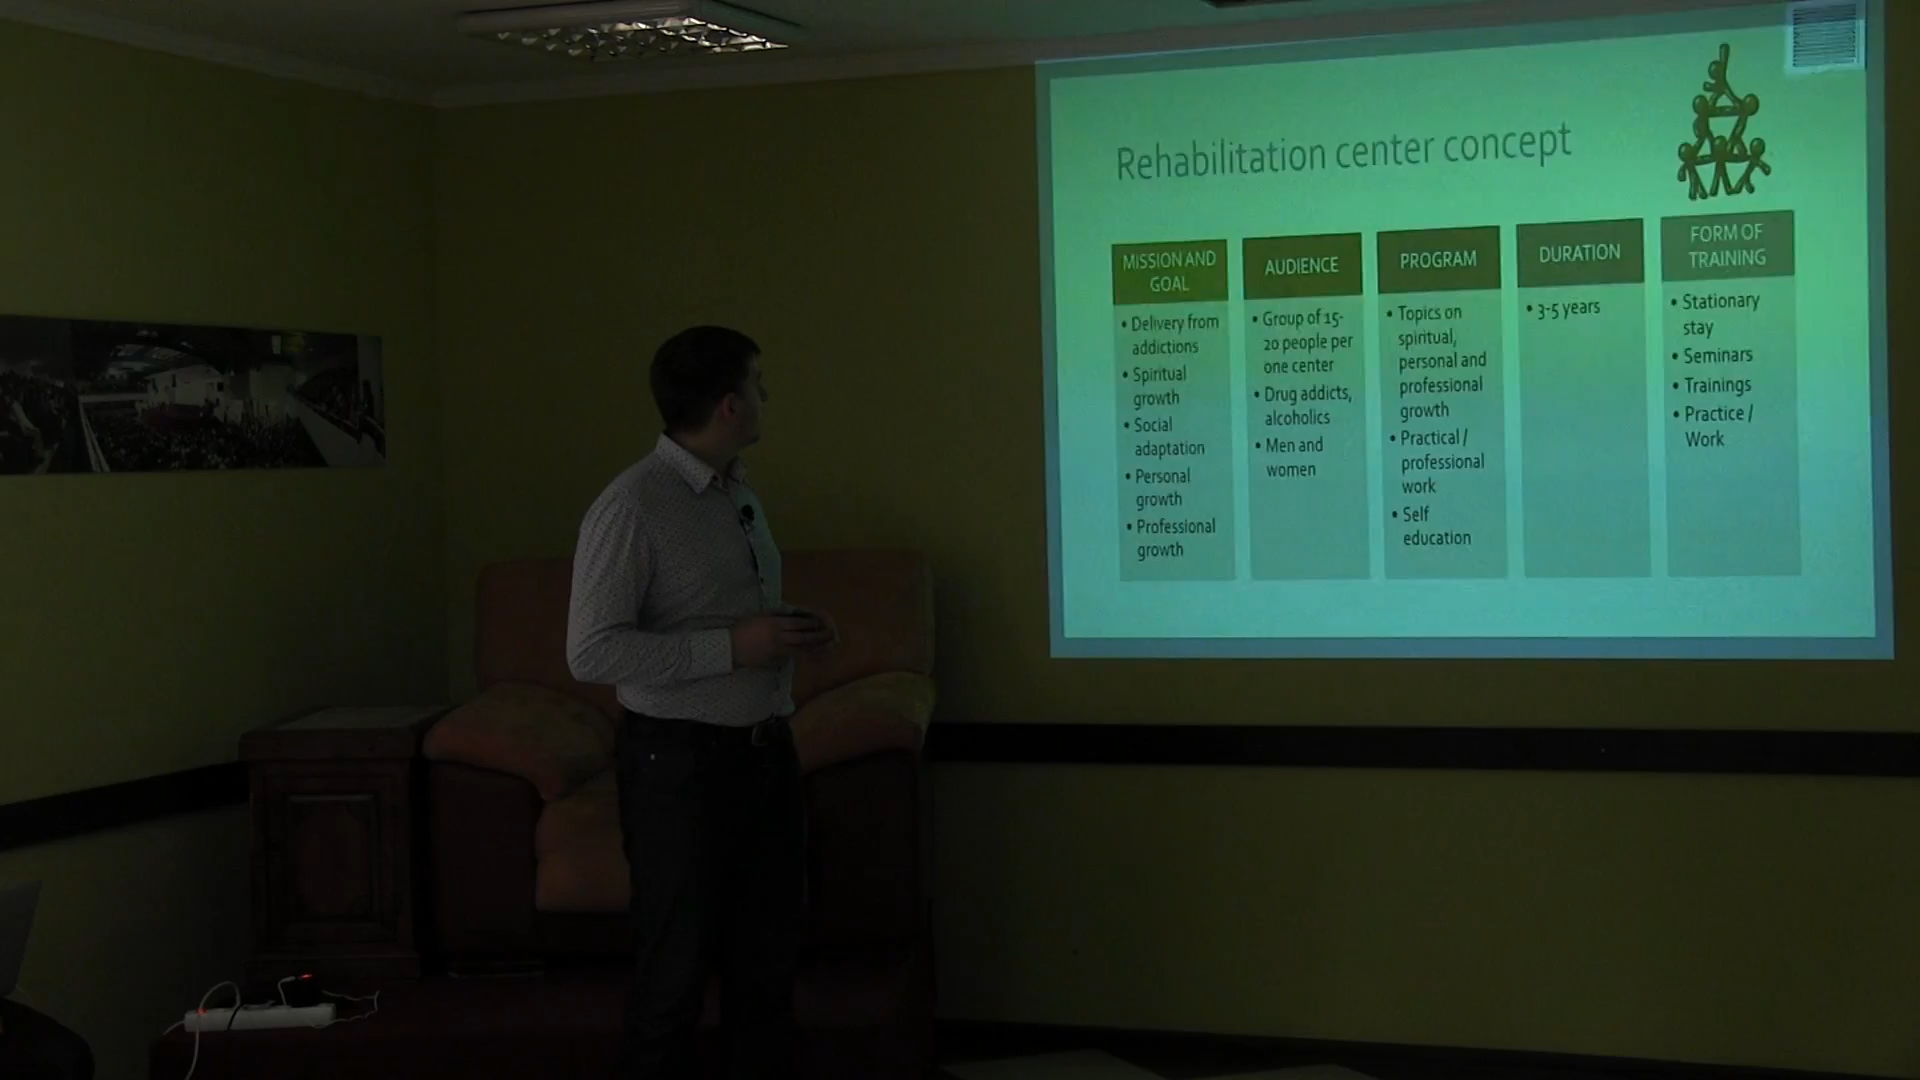 Rehabilitation center concept
MISSION AND
GOAL
• Delivery from
addictions
• Spiritual
growth
• Social
adaptation
• Personal
growth
• Professional
growth
AUDIENCE
• Group of 15-
20 people per
one center
• Drug addicts,
alcoholics
• Men and
women
PROGRAM
• Topics on
spiritual,
personal and
professional
growth
• Practical /
professional
work
• Self
education
DURATION
• 3-5 years
FORM OF
TRAINING
• Stationary
stay
• Seminars
• Trainings
• Practice /
Work